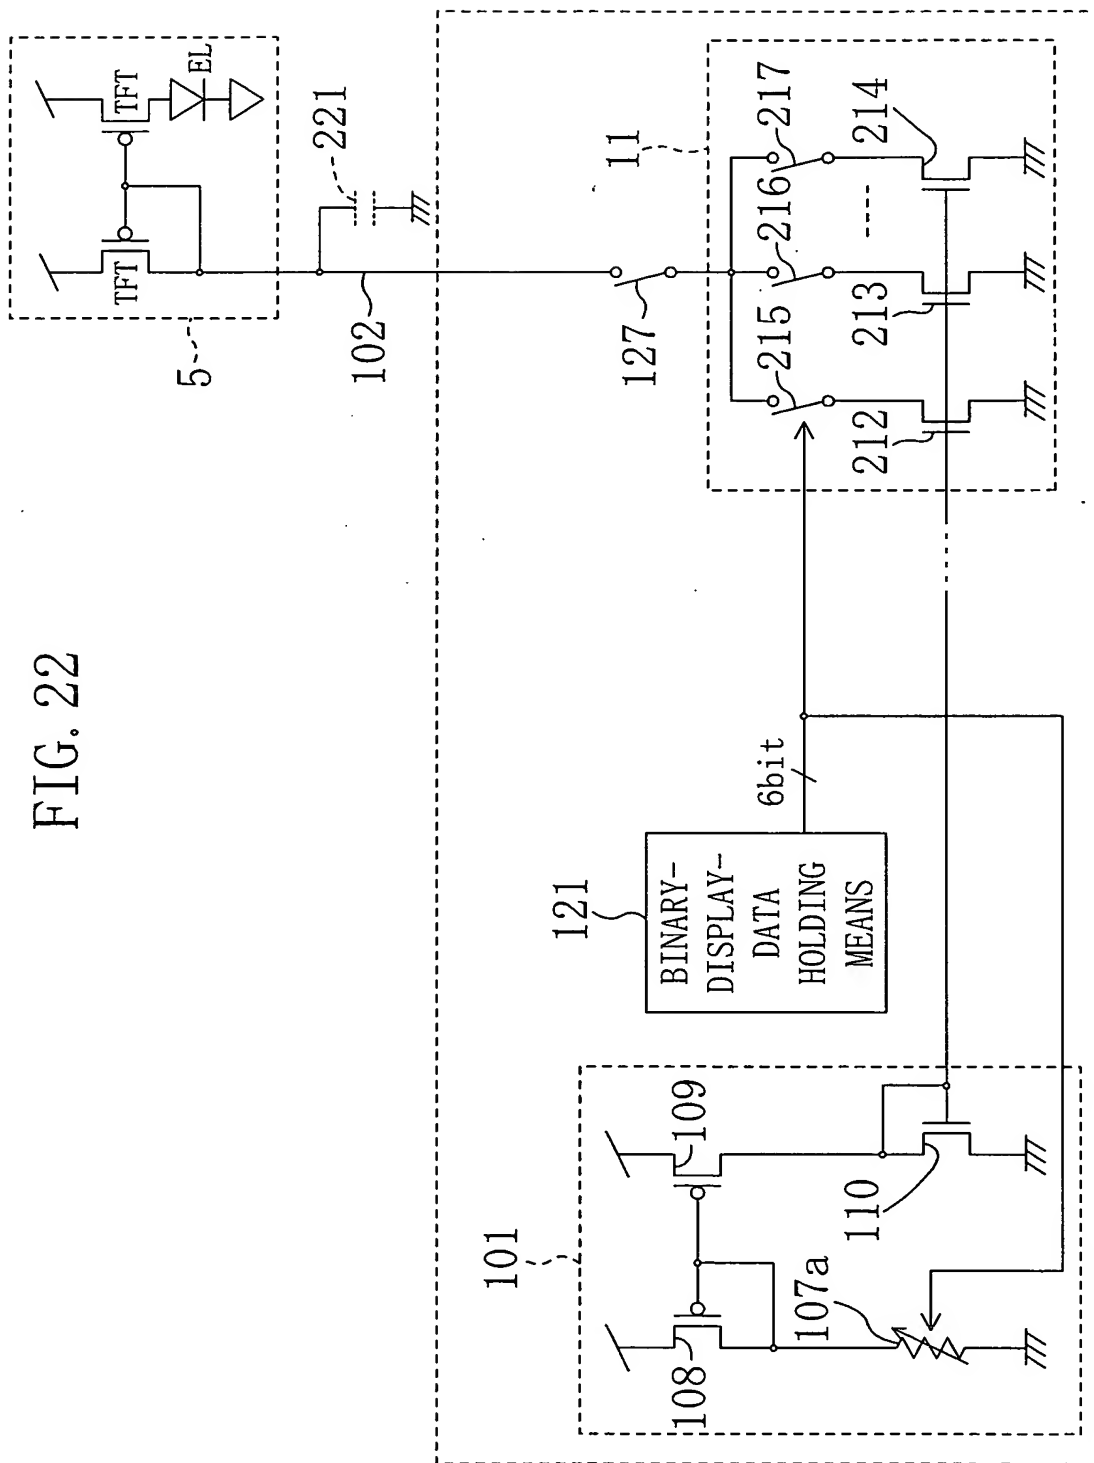 FIG. 22
TFT
TFT
EL
5
221
102
127
11
215
216
217
212
213
214
121
BINARY-
DISPLAY-
DATA
HOLDING
MEANS
6bit
101
108
109
107a
110